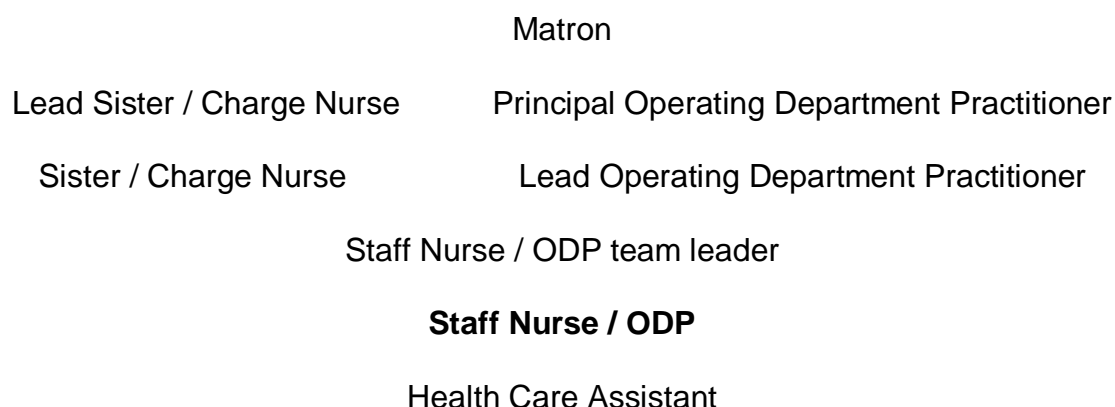 Matron
Lead Sister / Charge Nurse Principal Operating Department Practitioner
Sister / Charge Nurse Lead Operating Department Practitioner
Staff Nurse / ODP team leader
Staff Nurse / ODP
Health Care Assistant